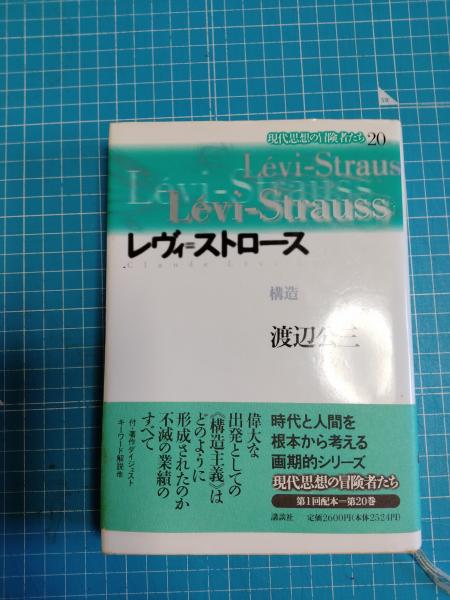 現代思想の冒険者たち 20
Lévi-Straus
Lévi-Strauss
Lévi-Strauss
レヴィ=ストロース
Claude Lévi
構造
渡辺公三
時代と人間を
根本から考える
画期的シリーズ
現代思想の冒険者たち
第1回配本—第20巻
講談社 定価2600円(本体2524円)
偉大な
出発としての
《構造主義》は
どのように
形成されたのか
不滅の業績の
すべて
付・著作ダイジェスト
キーワード解説他